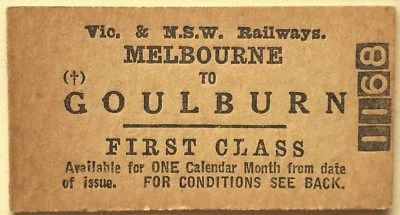 Vic. & N.S.W. Railways.
MELBOURNE
(†) TO
GOULBURN
FIRST CLASS
Available for ONE Calendar Month from date
of issue. FOR CONDITIONS SEE BACK.
1168